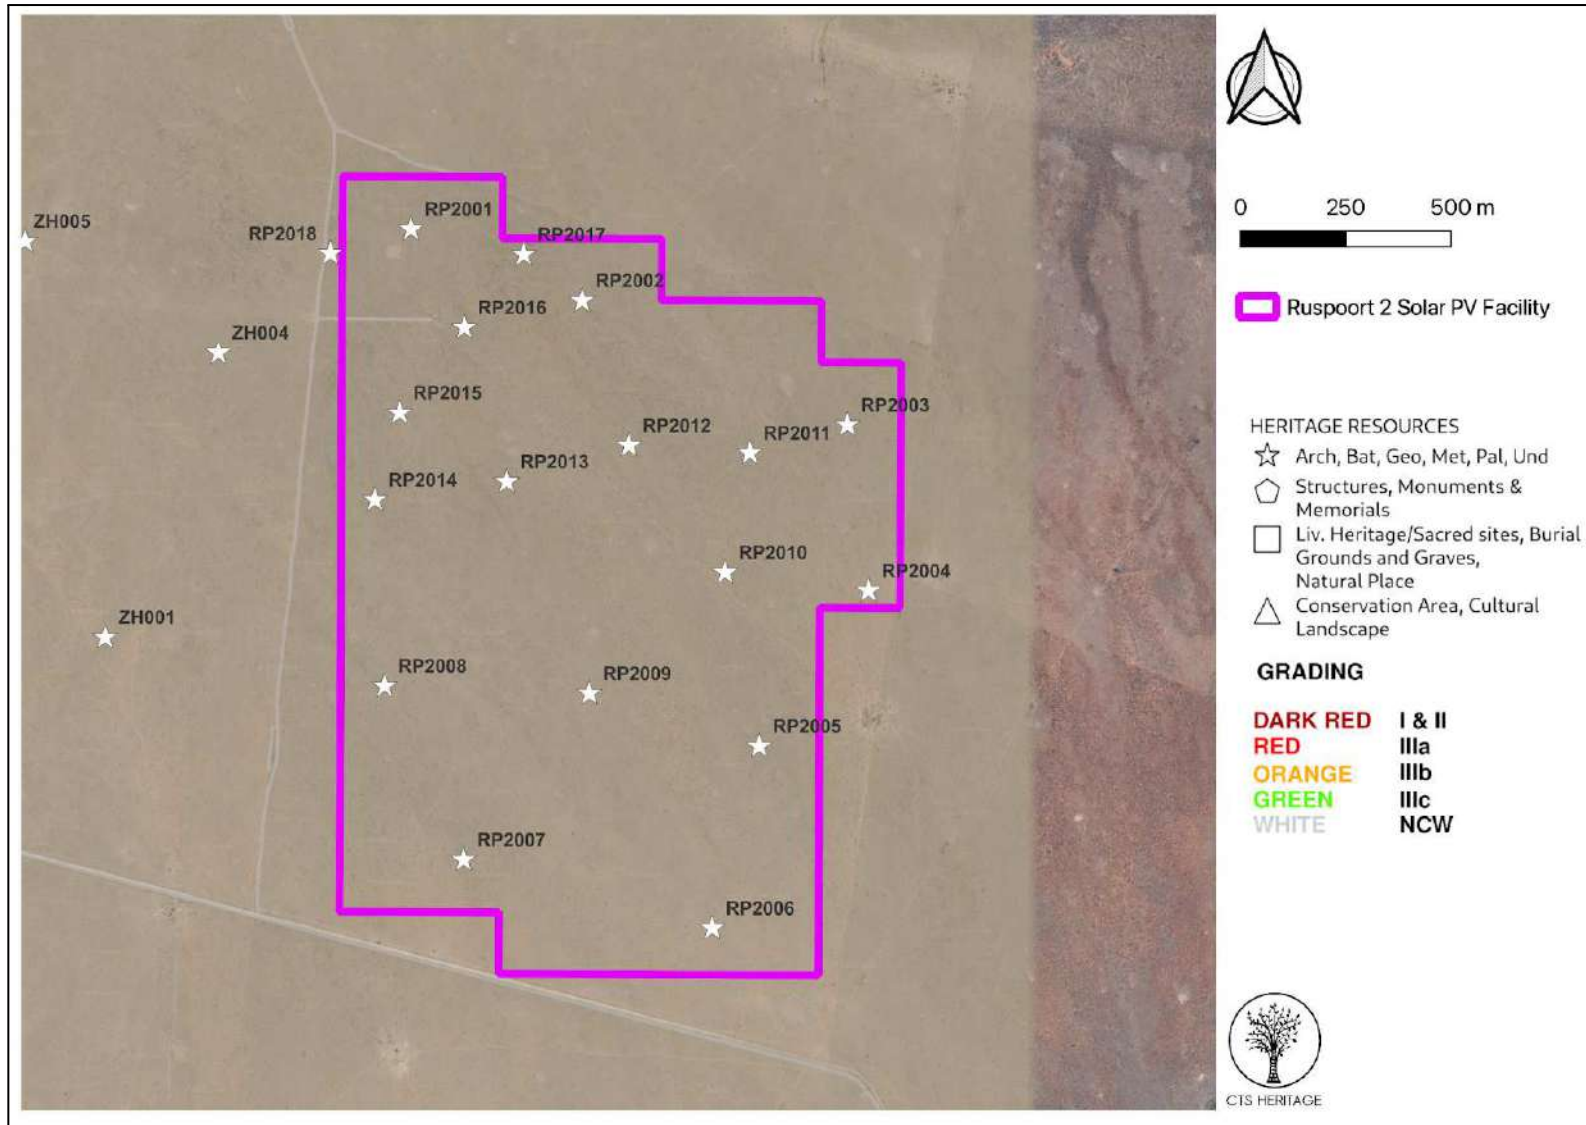 ZH005
RP2018
RP2001
RP2017
RP2002
RP2016
ZH004
RP2015
RP2003
RP2012
RP2011
RP2013
RP2014
RP2010
RP2004
ZH001
RP2008
RP2009
RP2005
RP2007
RP2006
0 250 500 m
Ruspoort 2 Solar PV Facility
HERITAGE RESOURCES
Arch, Bat, Geo, Met, Pal, Und
Structures, Monuments &
Memorials
Liv. Heritage/Sacred sites, Burial
Grounds and Graves,
Natural Place
Conservation Area, Cultural
Landscape
GRADING
DARK RED I & II
RED IIIa
ORANGE IIIb
GREEN IIIc
WHITE NCW
CTS HERITAGE